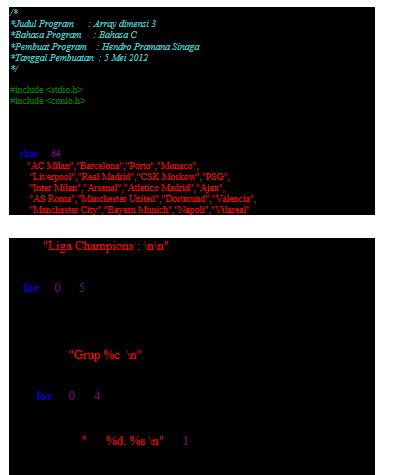 /*
*Judul Program : Array dimensi 3
*Bahasa Program : Bahasa C
*Pembuat Program : Hendro Pramana Sinaga
*Tanggal Pembuatan : 5 Mei 2012
*/
#include <stdio.h>
#include <conio.h>
char 64
"AC Milan","Barcelona","Porto","Monaco",
"Liverpool","Real Madrid","CSK Moskow","PSG",
"Inter Milan","Arsenal","Atletico Madrid","Ajax",
"AS Roma","Manchester United","Dortmund","Valencia",
"Manchester City","Bayern Munich","Napoli","Vilareal"
"Liga Champions : \n\n"
for 0 5
"Grup %c \n"
for 0 4
" %d. %s \n" 1